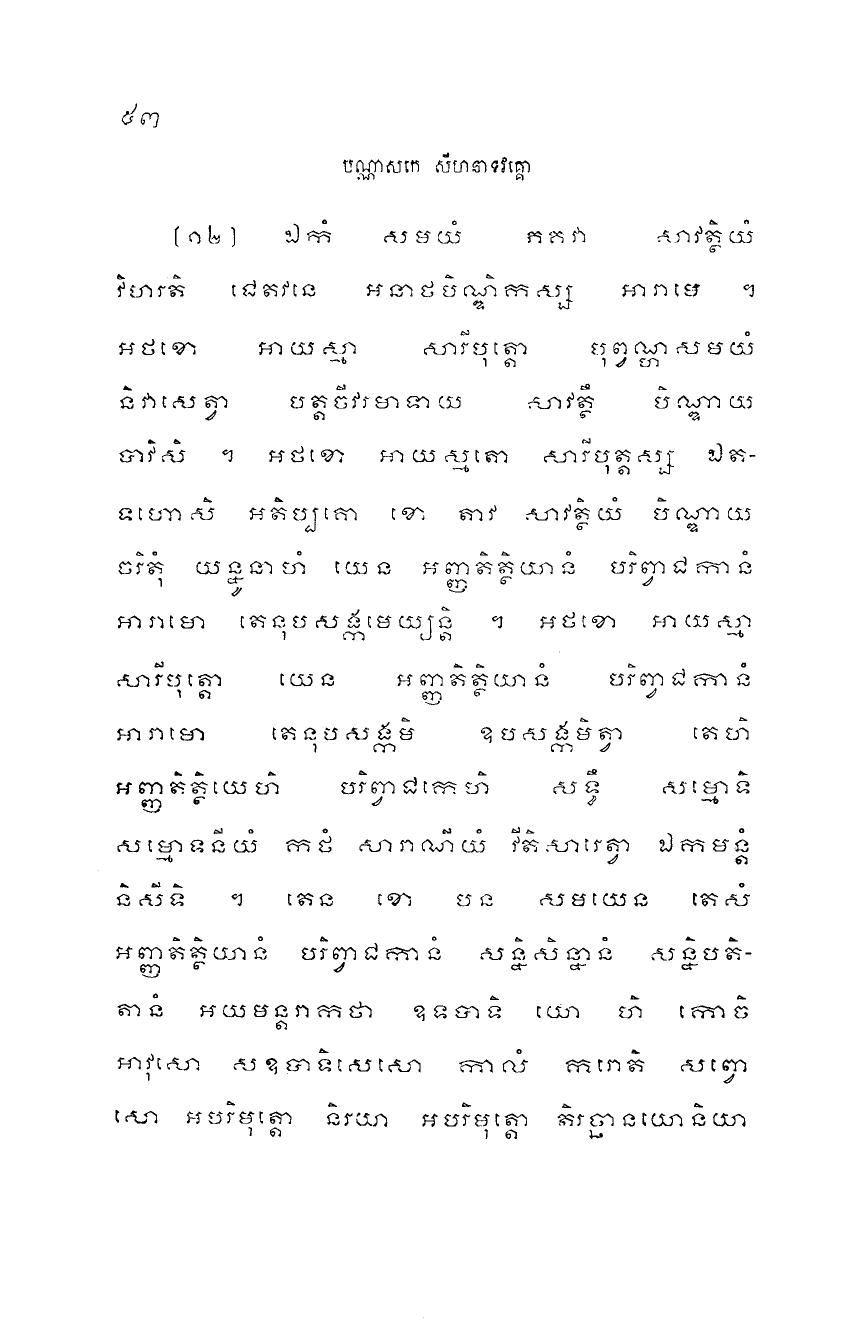 ៥៣
បណ្ណាសកេ សីហនាទវគ្គោ
[១២] ឯកំ សមយំ ភគវា សាវត្ថិយំ
វិហរតិ ជេតវនេ អនាថបិណ្ឌិកស្ស អារាមេ ។
អថខោ អាយស្មា សារីបុត្តោ បុព្វណ្ហសមយំ
និវាសេត្វា បត្តចីវរមាទាយ សាវត្ថឹ បិណ្ឌាយ
បាវិសិ ។ អថខោ អាយស្មតោ សារីបុត្តស្ស ឯត-
ទហោសិ អតិប្បគោ ខោ តាវ សាវត្ថិយំ បិណ្ឌាយ
ចរិតុំ យន្នូនាហំ យេន អញ្ញតិត្ថិយានំ បរិព្វាជកានំ
អារាមោ តេនុបសង្កមេយ្យន្តិ ។ អថខោ អាយស្មា
សារីបុត្តោ យេន អញ្ញតិត្ថិយានំ បរិព្វាជកានំ
អារាមោ តេនុបសង្កមិ ឧបសង្កមិត្វា តេហិ
អញ្ញតិត្ថិយេហិ បរិព្វាជកេហិ សទ្ធឹ សម្មោទិ
សម្មោទនីយំ កថំ សារាណីយំ វីតិសារេត្វា ឯកមន្តំ
និសីទិ ។ តេន ខោ បន សមយេន តេសំ
អញ្ញតិត្ថិយានំ បរិព្វាជកានំ សន្និសិន្នានំ សន្និបតិ-
តានំ អយមន្តរាកថា ឧទបាទិ យោ ហិ កោចិ
អាវុសោ សឧបាទិសេសោ កាលំ ករោតិ សព្វោ
សោ អបរិមុត្តោ និរយា អបរិមុត្តោ តិរច្ឆានយោនិយា